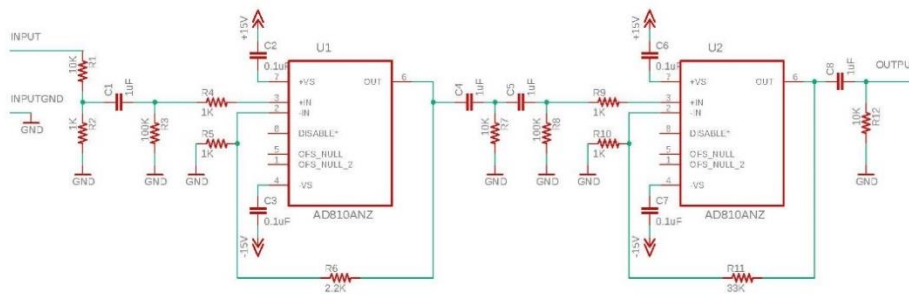 INPUT
INPUTGND
GND
10K
R1
1K
R2
GND
C1
1uF
100K
R3
GND
R4
1K
R5
1K
GND
+15V
C2
0.1uF
U1
7
+VS
OUT
6
3
+IN
2
-IN
8
DISABLE*
5
OFS_NULL
1
OFS_NULL_2
4
-VS
AD810ANZ
C3
0.1uF
-15V
R6
2.2K
C4
1uF
10K
R7
GND
C5
1uF
100K
R8
GND
R9
1K
R10
1K
GND
+15V
C6
0.1uF
U2
7
+VS
OUT
6
3
+IN
2
-IN
8
DISABLE*
5
OFS_NULL
1
OFS_NULL_2
4
-VS
AD810ANZ
C7
0.1uF
-15V
R11
33K
C8
1uF
OUTPUT
10K
R12
GND